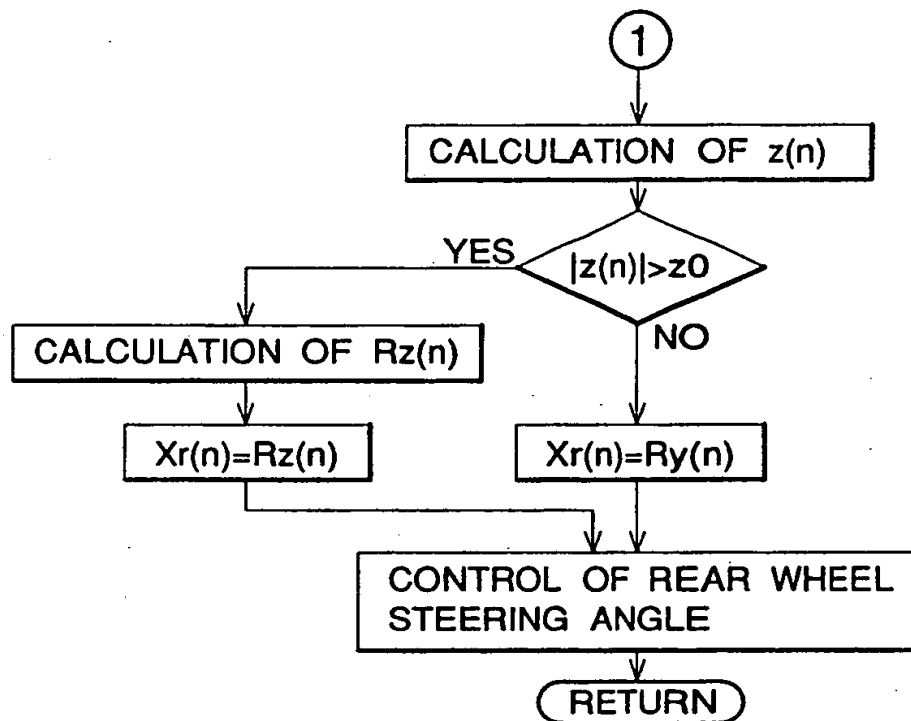 1
CALCULATION OF z(n)
|z(n)|>z0
YES
NO
CALCULATION OF Rz(n)
Xr(n)=Rz(n)
Xr(n)=Ry(n)
CONTROL OF REAR WHEEL
STEERING ANGLE
RETURN